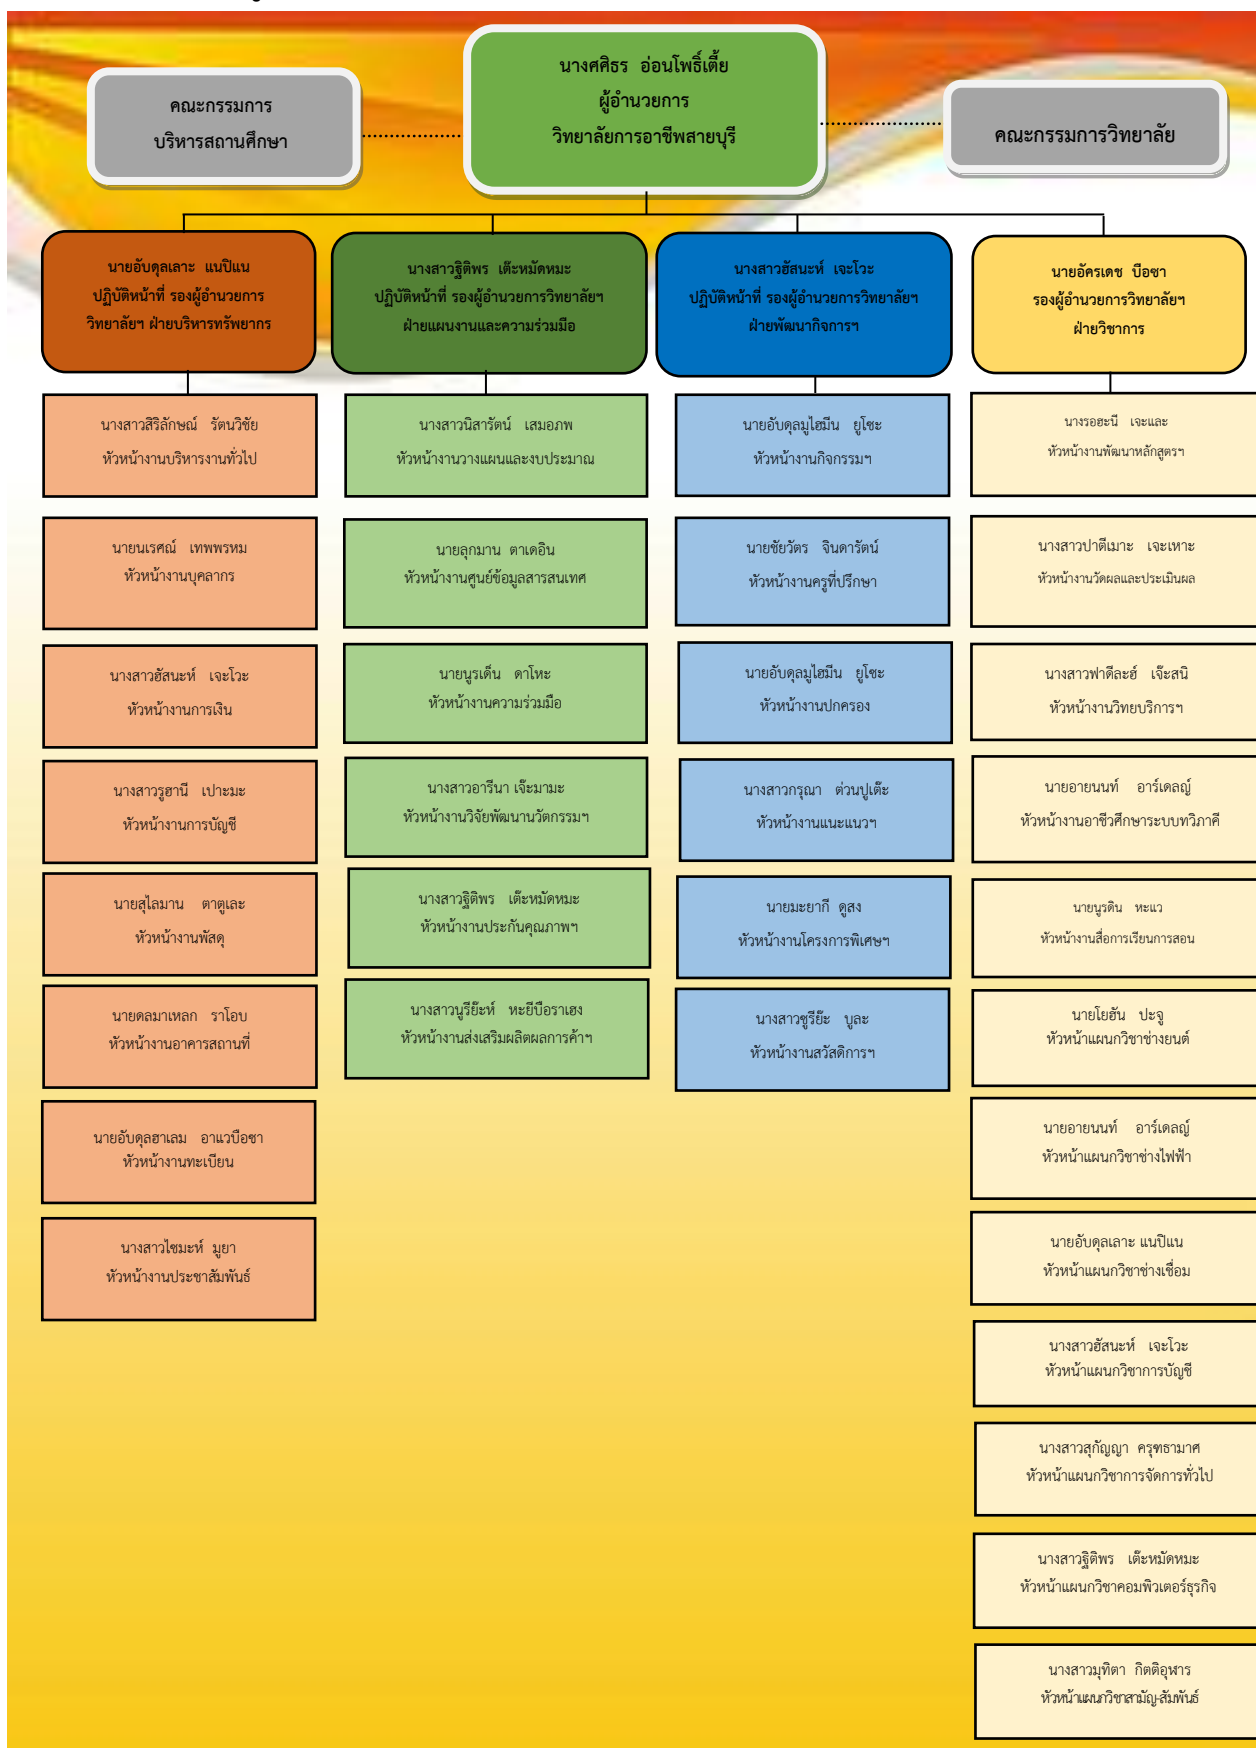 นางศศิธร อ่อนโพธิ์เตี้ย
ผู้อำนวยการ
วิทยาลัยการอาชีพสายบุรี
คณะกรรมการ
บริหารสถานศึกษา
คณะกรรมการวิทยาลัย
นายอับดุลเลาะ แนปิแน
ปฏิบัติหน้าที่ รองผู้อำนวยการ
วิทยาลัยฯ ฝ่ายบริหารทรัพยากร
นางสาวฐิติพร เต๊ะหมัดหมะ
ปฏิบัติหน้าที่ รองผู้อำนวยการวิทยาลัยฯ
ฝ่ายแผนงานและความร่วมมือ
นางสาวฮัสนะห์ เจะโวะ
ปฏิบัติหน้าที่ รองผู้อำนวยการวิทยาลัยฯ
ฝ่ายพัฒนากิจการฯ
นายอัครเดช บือซา
รองผู้อำนวยการวิทยาลัยฯ
ฝ่ายวิชาการ
นางสาวสิริลักษณ์ รัตนวิชัย
หัวหน้างานบริหารงานทั่วไป
นายนเรศณ์ เทพพรหม
หัวหน้างานบุคลากร
นางสาวฮัสนะห์ เจะโวะ
หัวหน้างานการเงิน
นางสาวรูฮานี เปาะมะ
หัวหน้างานการบัญชี
นายสุไลมาน ตาตูเละ
หัวหน้างานพัสดุ
นายดลมาเหลก ราโอบ
หัวหน้างานอาคารสถานที่
นายอับดุลฮาเลม อาแวบือซา
หัวหน้างานทะเบียน
นางสาวไซมะห์ มูยา
หัวหน้างานประชาสัมพันธ์
นางสาวนิสารัตน์ เสมอภพ
หัวหน้างานวางแผนและงบประมาณ
นายลุกมาน ตาเดอิน
หัวหน้างานศูนย์ข้อมูลสารสนเทศ
นายนูรเด็น ดาโหะ
หัวหน้างานความร่วมมือ
นางสาวอารีนา เจ๊ะมามะ
หัวหน้างานวิจัยพัฒนานวัตกรรมฯ
นางสาวฐิติพร เต๊ะหมัดหมะ
หัวหน้างานประกันคุณภาพฯ
นางสาวนูรีย๊ะห์ หะยีบือราเฮง
หัวหน้างานส่งเสริมผลิตผลการค้าฯ
นายอับดุลมูไฮมีน ยูโซะ
หัวหน้างานกิจกรรมฯ
นายชัยวัตร จินดารัตน์
หัวหน้างานครูที่ปรึกษา
นายอับดุลมูไฮมีน ยูโซะ
หัวหน้างานปกครอง
นางสาวกรุณา ต่วนปูเต๊ะ
หัวหน้างานแนะแนวฯ
นายมะยากี ดูสง
หัวหน้างานโครงการพิเศษฯ
นางสาวซูรีย๊ะ บูละ
หัวหน้างานสวัสดิการฯ
นางรอฮะนี เจะและ
หัวหน้างานพัฒนาหลักสูตรฯ
นางสาวปาตีเมาะ เจะเหาะ
หัวหน้างานวัดผลและประเมินผล
นางสาวฟาดีละฮ์ เจ๊ะสนิ
หัวหน้างานวิทยบริการฯ
นายอายนนท์ อาร์เดลญ์
หัวหน้างานอาชีวศึกษาระบบทวิภาคี
นายนูรดิน หะแว
หัวหน้างานสื่อการเรียนการสอน
นายโยฮัน ปะจู
หัวหน้าแผนกวิชาช่างยนต์
นายอายนนท์ อาร์เดลญ์
หัวหน้าแผนกวิชาช่างไฟฟ้า
นายอับดุลเลาะ แนปิแน
หัวหน้าแผนกวิชาช่างเชื่อม
นางสาวฮัสนะห์ เจะโวะ
หัวหน้าแผนกวิชาการบัญชี
นางสาวสุกัญญา ครุฑธามาศ
หัวหน้าแผนกวิชาการจัดการทั่วไป
นางสาวฐิติพร เต๊ะหมัดหมะ
หัวหน้าแผนกวิชาคอมพิวเตอร์ธุรกิจ
นางสาวมุทิตา กิตติอุฬาร
หัวหน้าแผนกวิชาสามัญ-สัมพันธ์